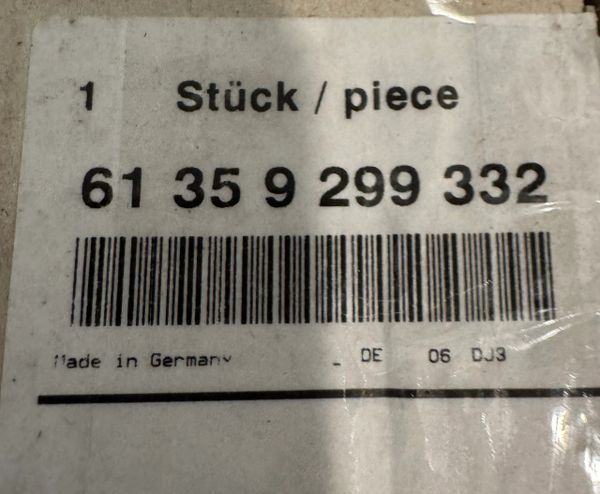 1 Stück / piece
61 35 9 299 332
Made in Germany _ DE 06 DJ3